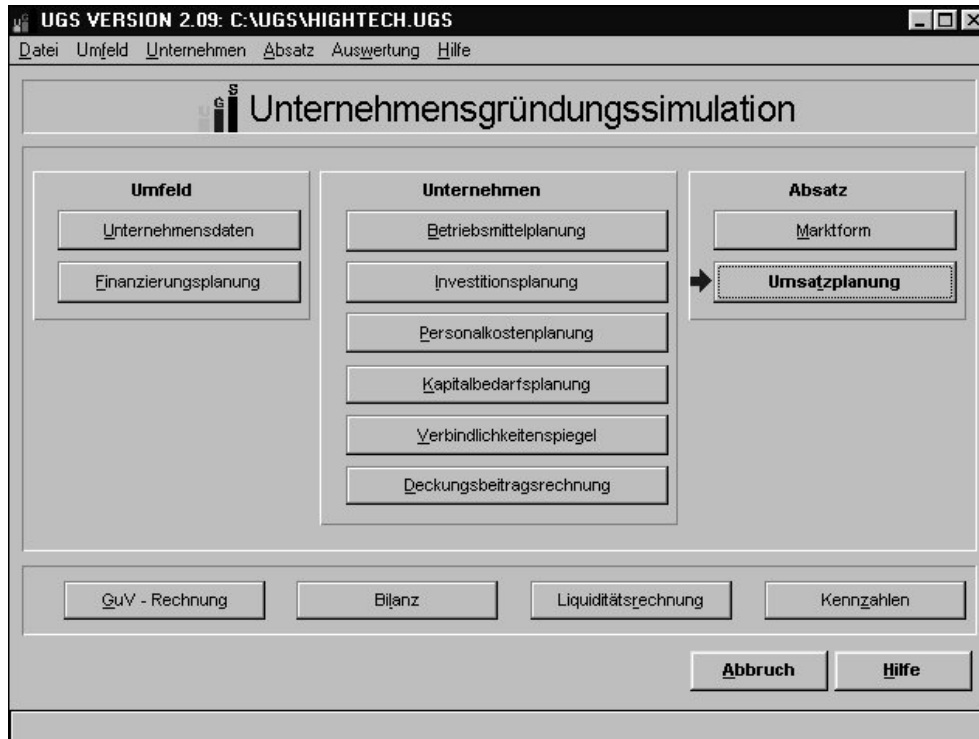 UGS VERSION 2.09: C:\UGS\HIGHTECH.UGS
Datei Umfeld Unternehmen Absatz Auswertung Hilfe
UGS Unternehmensgründungssimulation
Umfeld
Unternehmensdaten
Finanzierungsplanung
Unternehmen
Betriebsmittelplanung
Investitionsplanung
Personalkostenplanung
Kapitalbedarfsplanung
Verbindlichkeitenspiegel
Deckungsbeitragsrechnung
Absatz
Marktform
Umsatzplanung
GuV - Rechnung
Bilanz
Liquiditätsrechnung
Kennzahlen
Abbruch
Hilfe